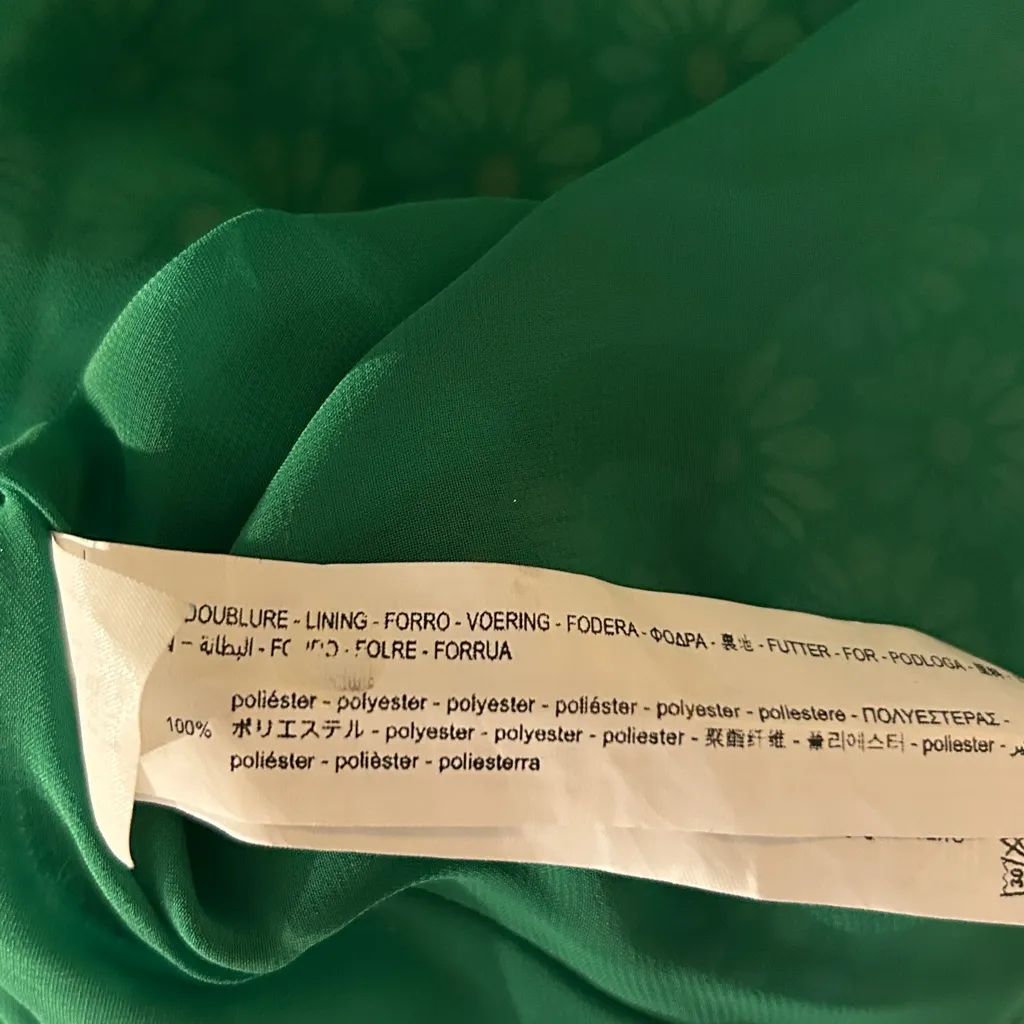 DOUBLURE - LINING - FORRO - VOERING - FODERA - ΦΟΔΡΑ - 裏地 - FUTTER - FOR - PODLOGA -
- البطانة - FOLRE - FORRUA
poliéster - polyester - polyester - poliéster - polyester - poliestere - ΠΟΛΥΕΣΤΕΡΑΣ -
100% ポリエステル - polyester - polyester - poliester - 聚酯纤维 - 폴리에스터 - poliester -
poliéster - polièster - poliesterra
30